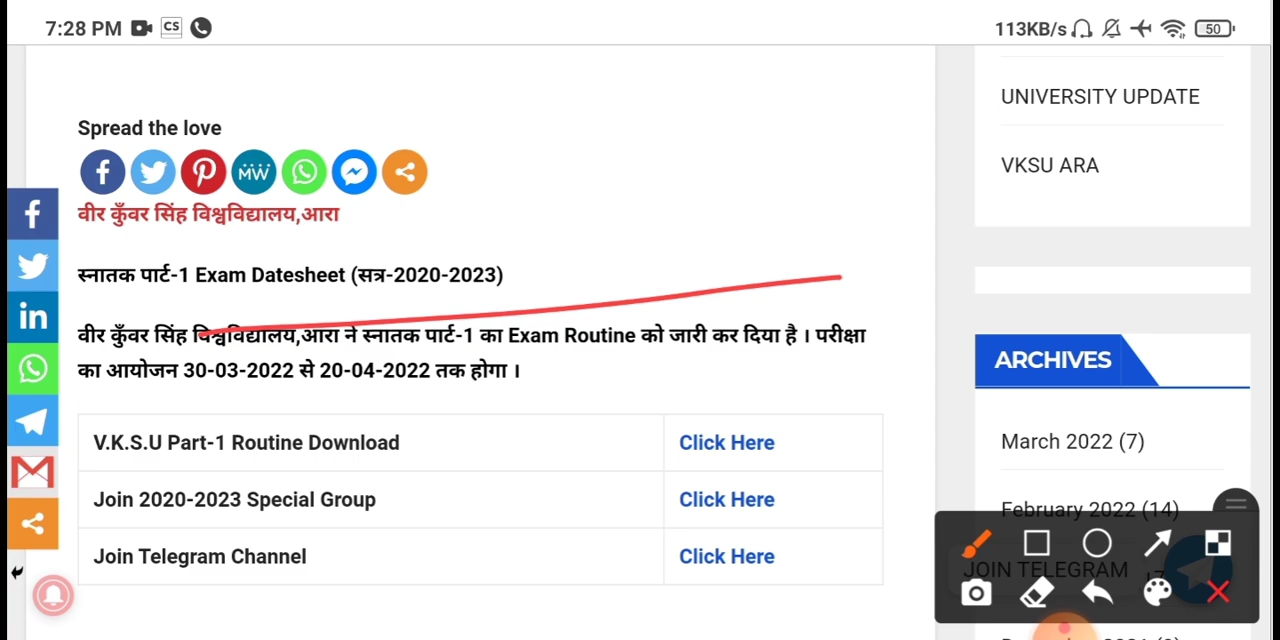 7:28 PM CS 113KB/s 50
UNIVERSITY UPDATE
VKSU ARA
Spread the love
MW
वीर कुँवर सिंह विश्वविद्यालय,आरा
स्नातक पार्ट-1 Exam Datesheet (सत्र-2020-2023)
वीर कुँवर सिंह विश्वविद्यालय,आरा ने स्नातक पार्ट-1 का Exam Routine को जारी कर दिया है । परीक्षा
का आयोजन 30-03-2022 से 20-04-2022 तक होगा ।
V.K.S.U Part-1 Routine Download Click Here
Join 2020-2023 Special Group Click Here
Join Telegram Channel Click Here
ARCHIVES
March 2022 (7)
February 2022 (14)
JOIN TELEGRAM